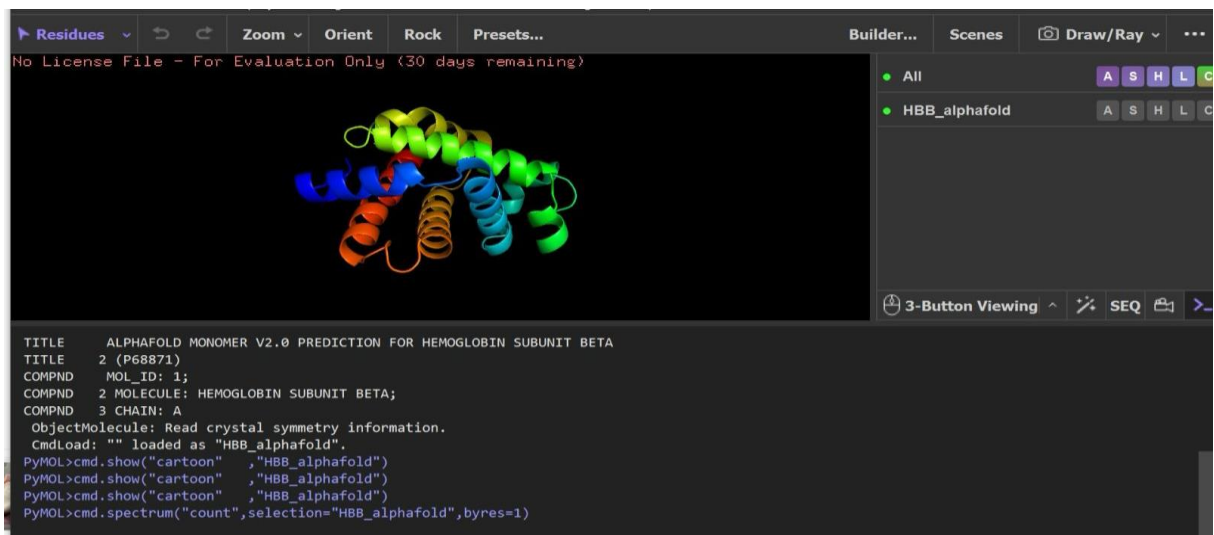 Residues Zoom Orient Rock Presets... Builder... Scenes Draw/Ray
No License File - For Evaluation Only (30 days remaining)
All A S H L C
HBB_alphafold A S H L C
3-Button Viewing SEQ
TITLE     ALPHAFOLD MONOMER V2.0 PREDICTION FOR HEMOGLOBIN SUBUNIT BETA
TITLE    2 (P68871)
COMPND    MOL_ID: 1;
COMPND   2 MOLECULE: HEMOGLOBIN SUBUNIT BETA;
COMPND   3 CHAIN: A
ObjectMolecule: Read crystal symmetry information.
CmdLoad: "" loaded as "HBB_alphafold".
PyMOL>cmd.show("cartoon"   ,"HBB_alphafold")
PyMOL>cmd.show("cartoon"   ,"HBB_alphafold")
PyMOL>cmd.show("cartoon"   ,"HBB_alphafold")
PyMOL>cmd.spectrum("count",selection="HBB_alphafold",byres=1)